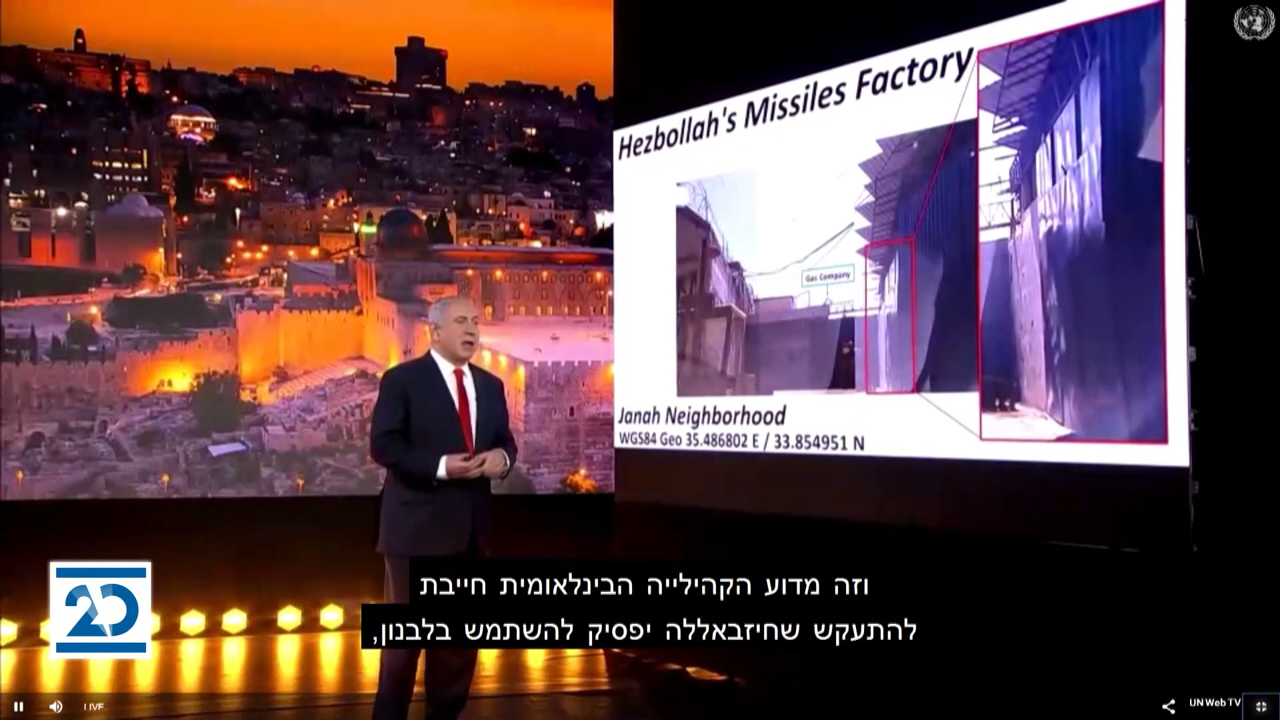 Hezbollah's Missiles Factory
Gas Company
Janah Neighborhood
WGS84 Geo 35.486802 E / 33.854951 N
20
וזה מדוע הקהילייה הבינלאומית חייבת
להתעקש שחיזבאללה יפסיק להשתמש בלבנון,
LIVE
UN Web TV